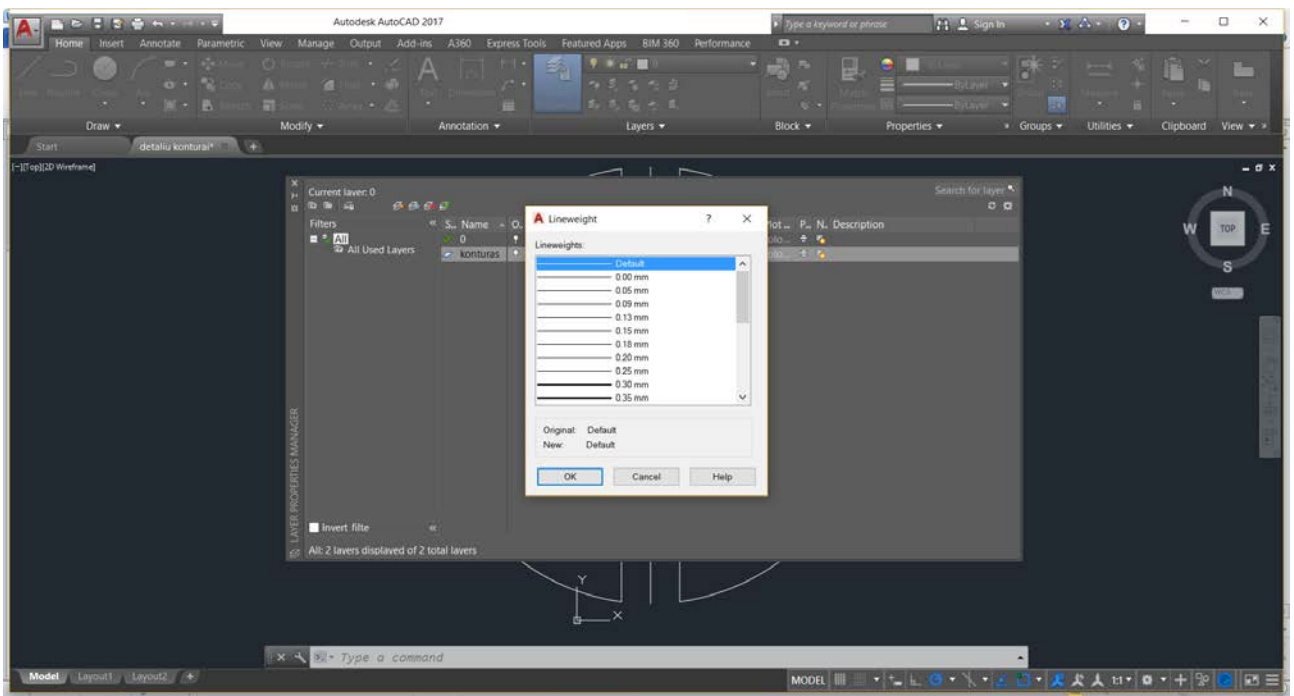 Autodesk AutoCAD 2017
Type a keyword or phrase
Sign In
Home Insert Annotate Parametric View Manage Output Add-ins A360 Express Tools Featured Apps BIM 360 Performance
ByLayer
ByLayer
Draw Modify Annotation Layers Block Properties Groups Utilities Clipboard View
Start detaliu konturai*
[−][Top][2D Wireframe]
N
W TOP E
S
Current layer: 0
Search for layer
Filters
All
All Used Layers
S.. Name O.
0
konturas
P... N. Description
Lineweight
Lineweights:
Default
0.00 mm
0.05 mm
0.09 mm
0.13 mm
0.15 mm
0.18 mm
0.20 mm
0.25 mm
0.30 mm
0.35 mm
Original: Default
New: Default
OK Cancel Help
LAYER PROPERTIES MANAGER
Invert filte
All: 2 layers displayed of 2 total layers
Y
X
Type a command
Model Layout1 Layout2 +
MODEL
1:1